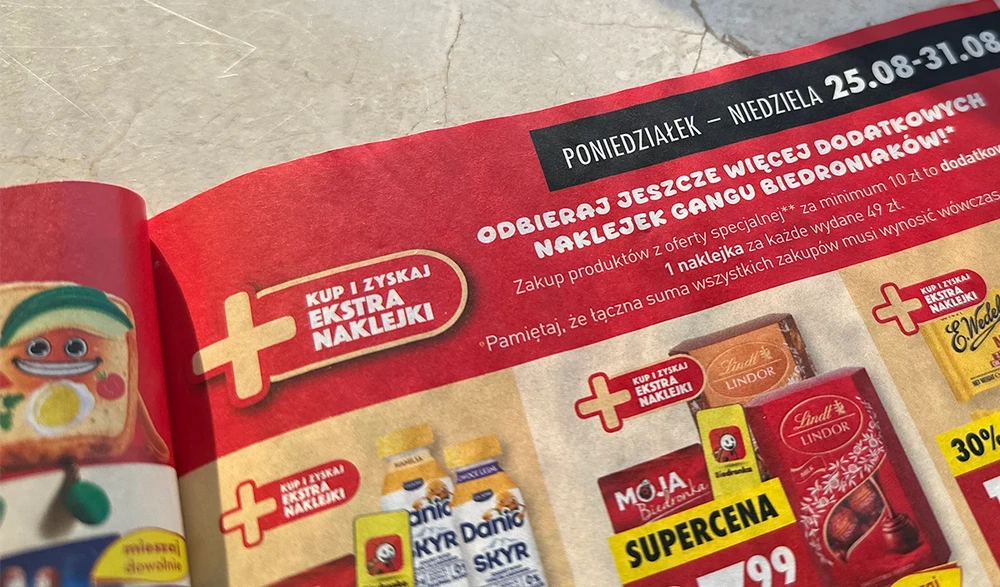 PONIEDZIAŁEK – NIEDZIELA 25.08-31.08
ODBIERAJ JESZCZE WIĘCEJ DODATKOWYCH
NAKLEJEK GANGU BIEDRONIAKÓW!*
Zakup produktów z oferty specjalnej** za minimum 10 zł to
1 naklejka za każde wydane 49 zł.
*Pamiętaj, że łączna suma wszystkich zakupów musi wynosić wówczas
KUP I ZYSKAJ
EKSTRA
NAKLEJKI
KUP I ZYSKAJ
EKSTRA
NAKLEJKI
E.Wedel
KUP I ZYSKAJ
EKSTRA
NAKLEJKI
Lindt
LINDOR
Lindt
LINDOR
MOJA
Biedronka
Biedronka
SUPERCENA
99
30%
KUP I ZYSKAJ
EKSTRA
NAKLEJKI
WANILIA
Danio
SKYR
Danio
SKYR
mieszaj
dowolnie